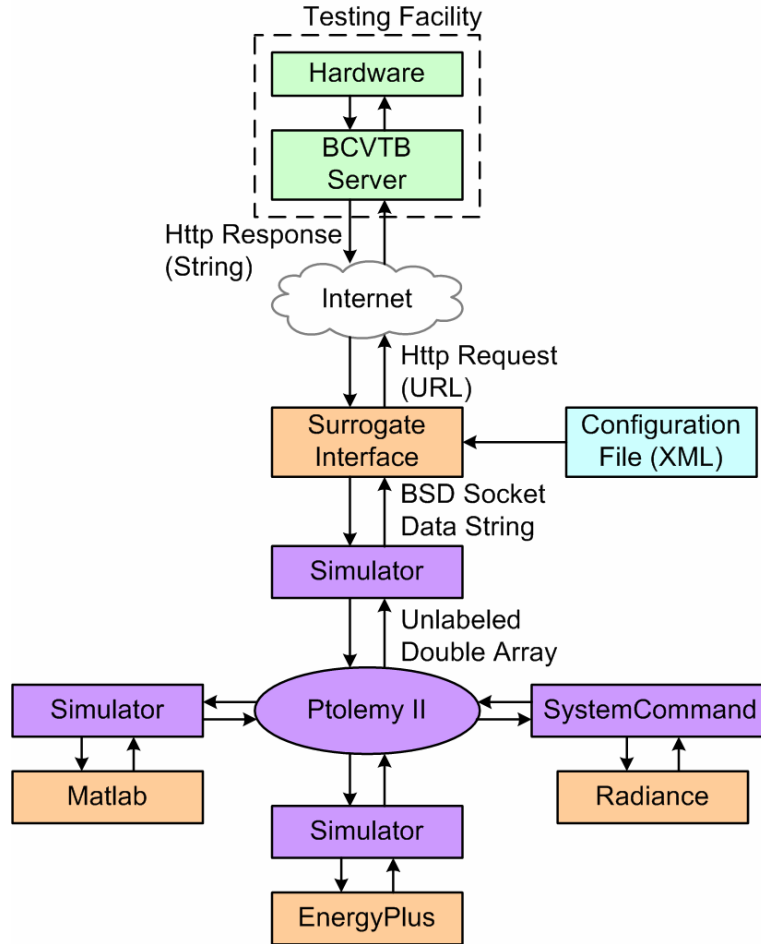 Testing Facility
Hardware
BCVTB
Server
Http Response
(String)
Internet
Http Request
(URL)
Surrogate
Interface
Configuration
File (XML)
BSD Socket
Data String
Simulator
Unlabeled
Double Array
Simulator
Ptolemy II
SystemCommand
Matlab
Radiance
Simulator
EnergyPlus